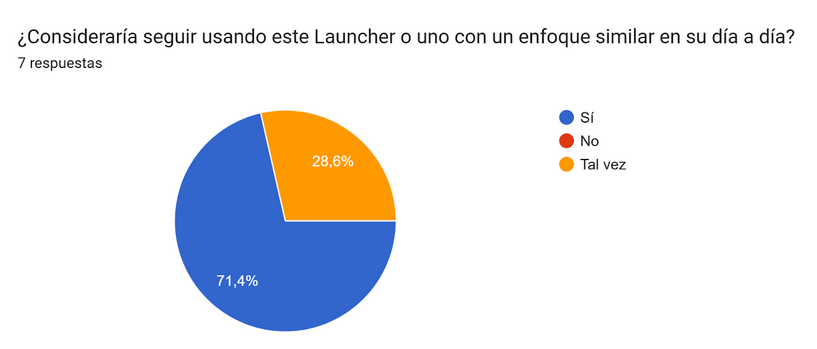 ¿Consideraría seguir usando este Launcher o uno con un enfoque similar en su día a día?
7 respuestas
Sí
No
Tal vez
28,6%
71,4%